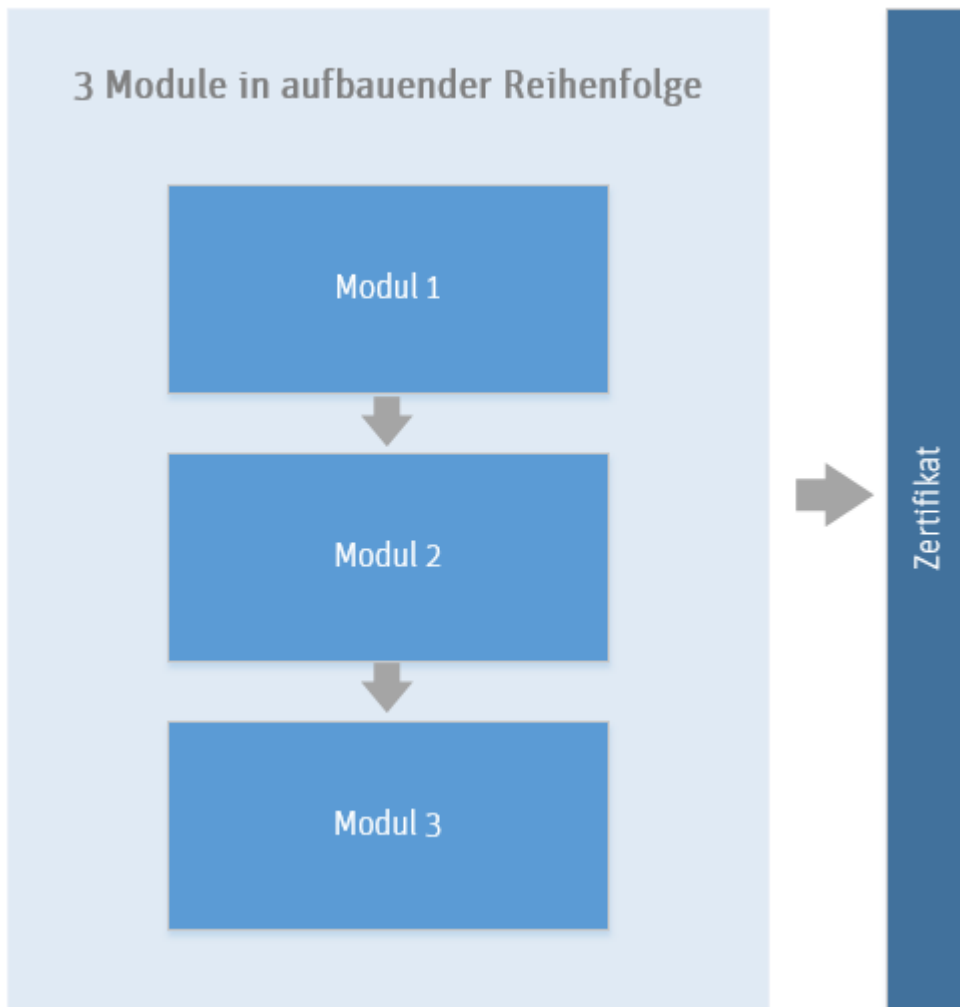 3 Module in aufbauender Reihenfolge
Modul 1
Modul 2
Modul 3
Zertifikat